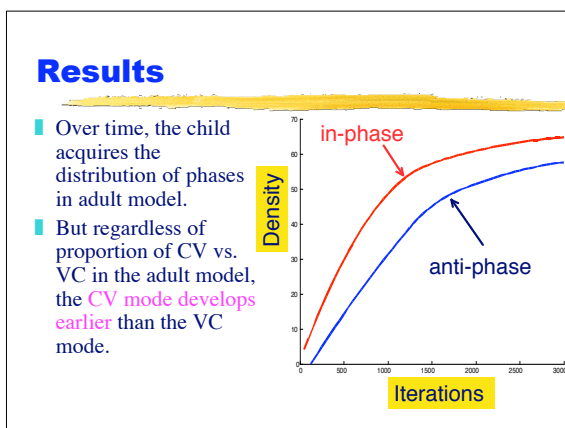 Results
Over time, the child
acquires the
distribution of phases
in adult model.
But regardless of
proportion of CV vs.
VC in the adult model,
the CV mode develops
earlier than the VC
mode.
Density
70
60
50
40
30
20
10
0
in-phase
anti-phase
0 500 1000 1500 2000 2500 3000
Iterations